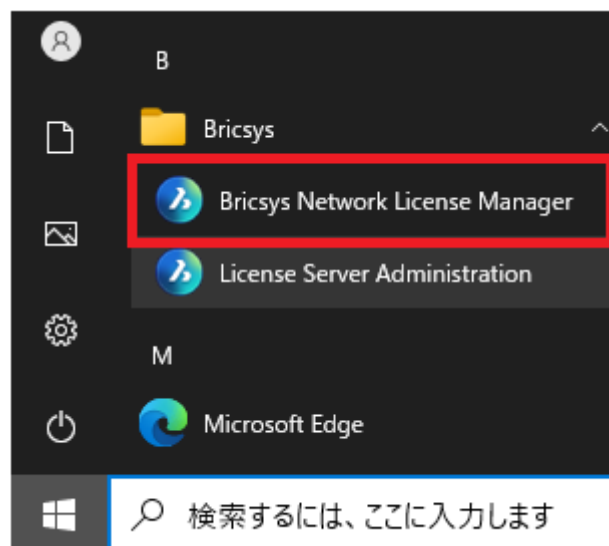 B
Bricsys
Bricsys Network License Manager
License Server Administration
M
Microsoft Edge
検索するには、ここに入力します